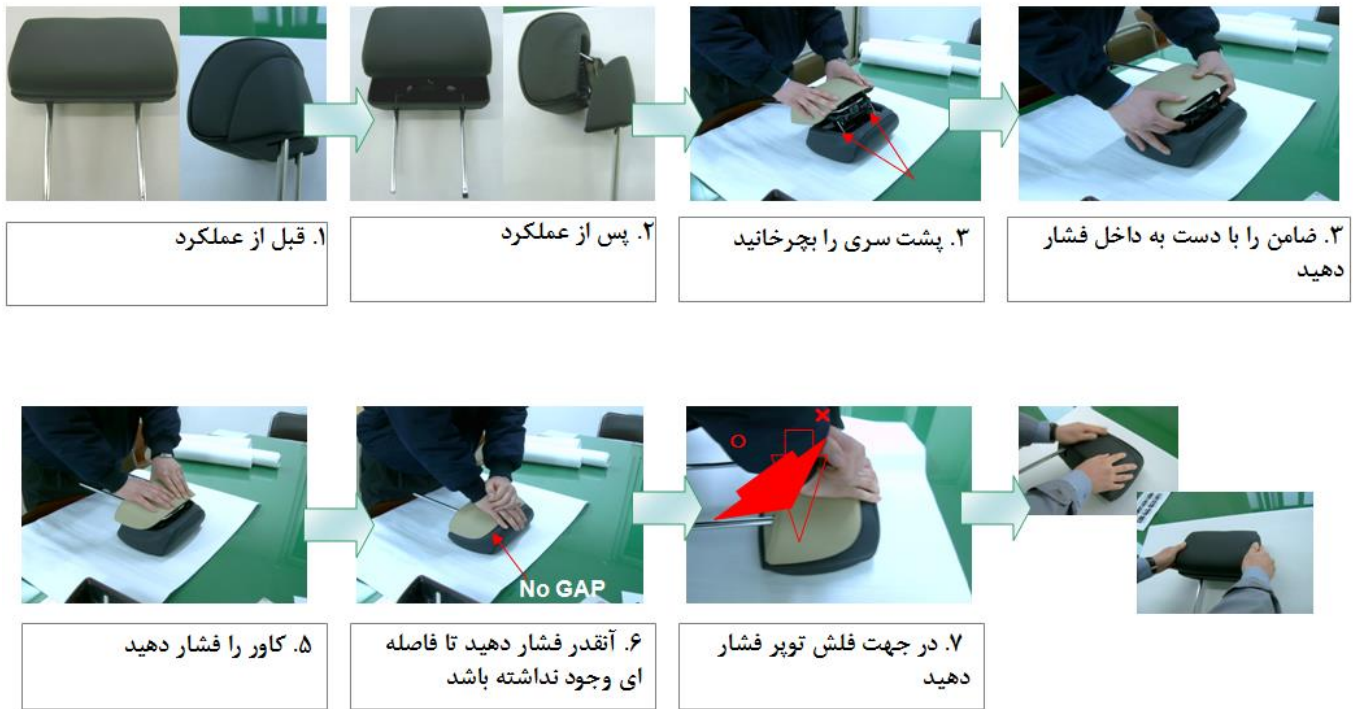 ۱. قبل از عملکرد
۲. پس از عملکرد
۳. پشت سری را بچرخانید
۳. ضامن را با دست به داخل فشار
دهید
No GAP
۵. کاور را فشار دهید
۶. آنقدر فشار دهید تا فاصله
ای وجود نداشته باشد
۷. در جهت فلش توپر فشار
دهید